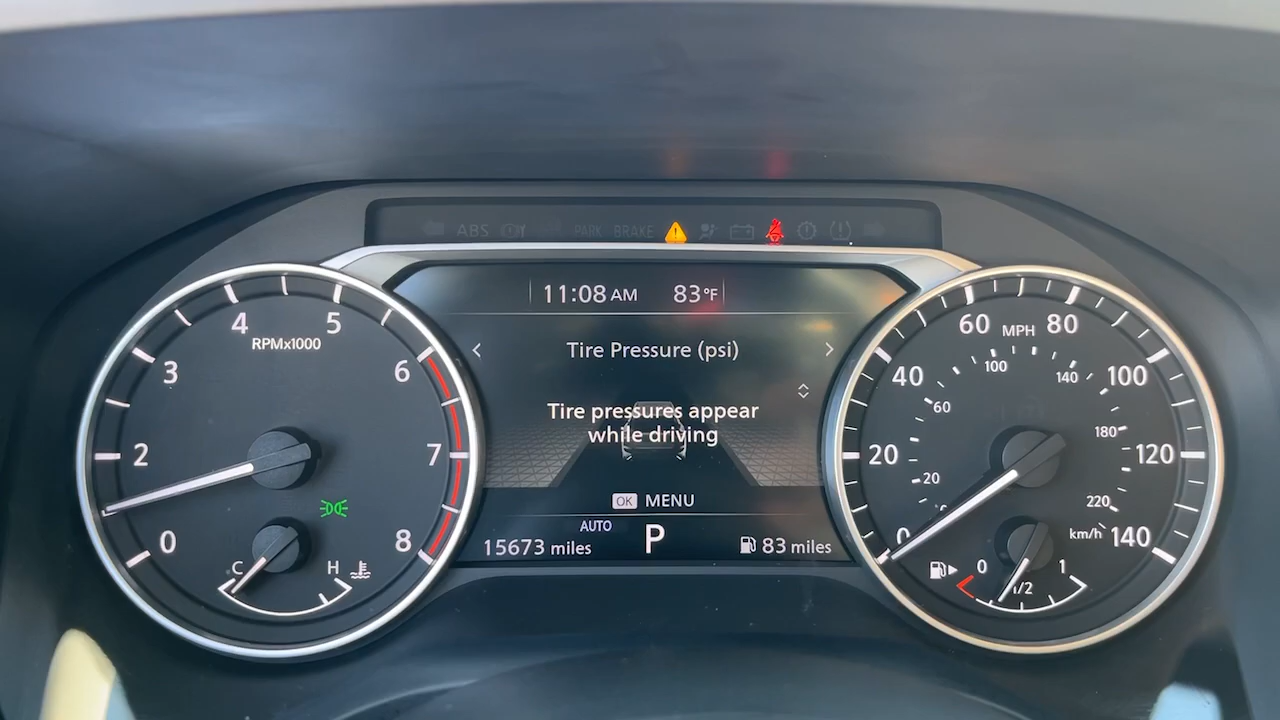 ABS
PARK
BRAKE
11:08 AM 83°F
Tire Pressure (psi)
Tire pressures appear
while driving
OK MENU
AUTO
15673 miles P 83 miles
0
2
3
4
5
6
7
8
RPMx1000
C H
0
20
40
60
MPH
80
100
120
140
20
60
100
140
180
220
km/h
0 1/2 1